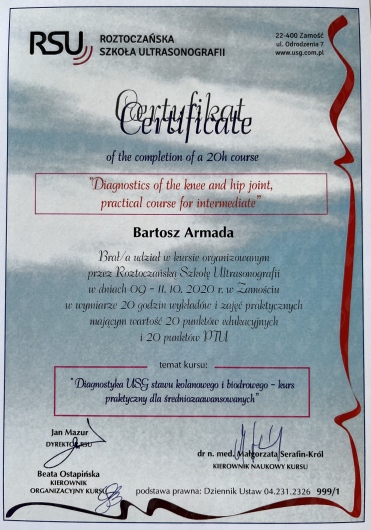 RSU ROZTOCZAŃSKA
SZKOŁA ULTRASONOGRAFII
22-400 Zamość
ul. Odrodzenia 7
www.usg.com.pl
Certyfikat
Certificate
of the completion of a 20h course
"Diagnostics of the knee and hip joint,
practical course for intermediate"
Bartosz Armada
Brał/a udział w kursie organizowanym
przez Roztoczańską Szkołę Ultrasonografii
w dniach 09 - 11. 10. 2020 r. w Zamościu
w wymiarze 20 godzin wykładów i zajęć praktycznych
mającym wartość 20 punktów edukacyjnych
i 20 punktów PTU
temat kursu:
"Diagnostyka USG stawu kolanowego i biodrowego - kurs
praktyczny dla średniozaawansowanych"
Jan Mazur
DYREKTOR RSU
dr n. med. Małgorzata Serafin-Król
KIEROWNIK NAUKOWY KURSU
Beata Ostapińska
KIEROWNIK
ORGANIZACYJNY KURSU
podstawa prawna: Dziennik Ustaw 04.231.2326 999/1